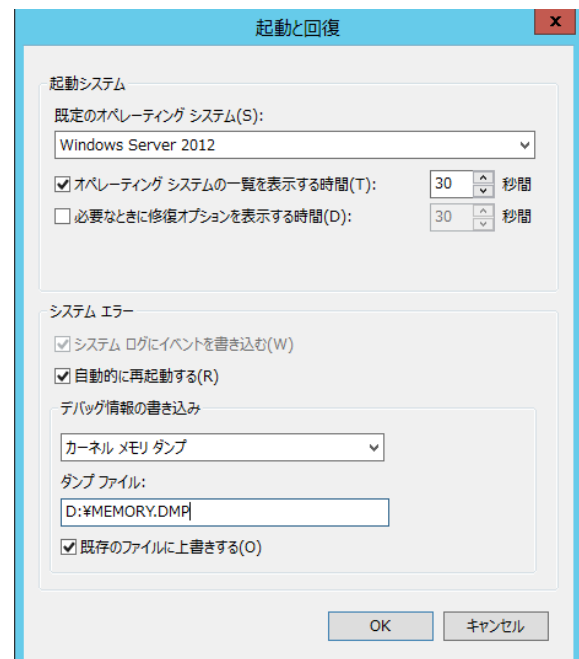 起動と回復
x
起動システム
既定のオペレーティング システム(S):
Windows Server 2012
オペレーティング システムの一覧を表示する時間(T): 30 秒間
必要なときに修復オプションを表示する時間(D): 30 秒間
システム エラー
システム ログにイベントを書き込む(W)
自動的に再起動する(R)
デバッグ情報の書き込み
カーネル メモリ ダンプ
ダンプ ファイル:
D:¥MEMORY.DMP
既存のファイルに上書きする(O)
OK キャンセル